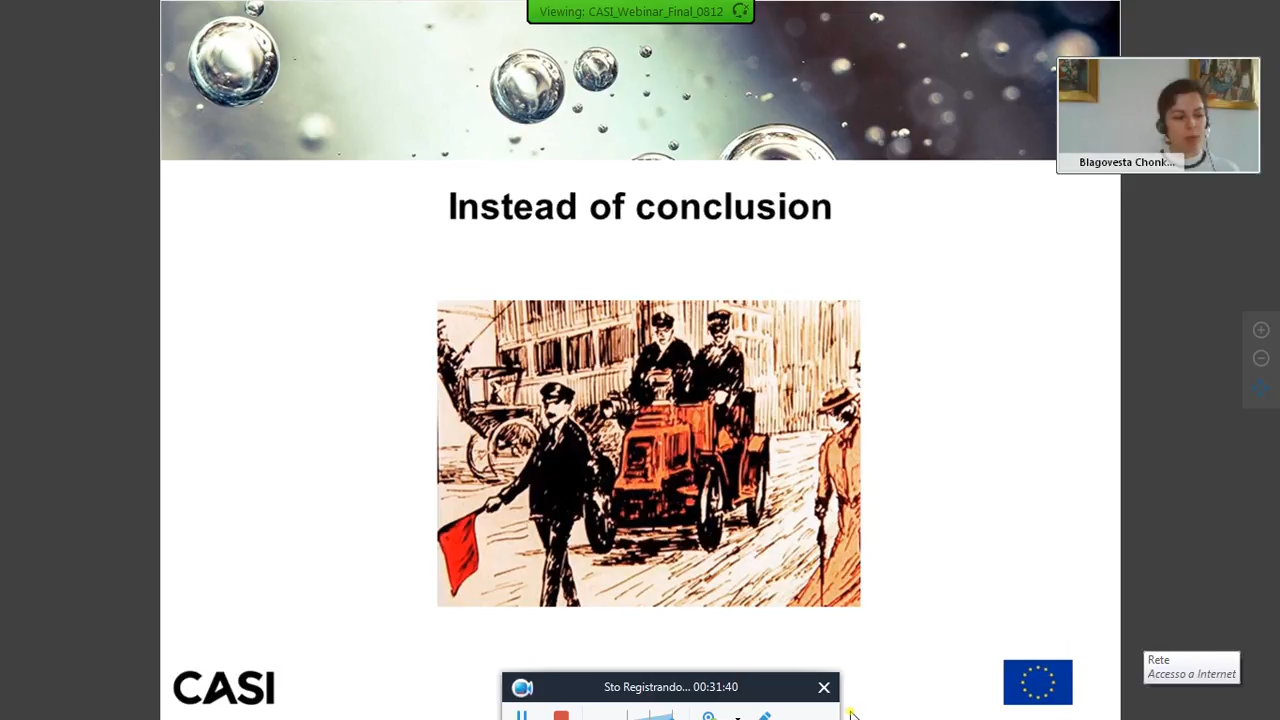 Viewing: CASI_Webinar_Final_0812
Blagovesta Chonk...
Instead of conclusion
CASI
Rete
Accesso a Internet
Sto Registrando... 00:31:40